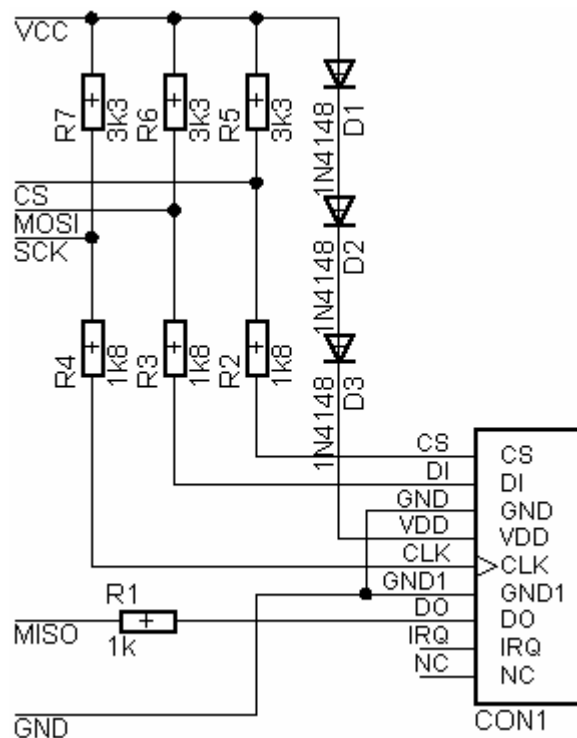 VCC
R7
3K3
R6
3K3
R5
3K3
1N4148
D1
CS
MOSI
SCK
1N4148
D2
R4
1K8
R3
1K8
R2
1K8
1N4148
D3
CS
CS
DI
DI
GND
GND
VDD
VDD
CLK
CLK
GND1
GND1
R1
DO
DO
MISO
1K
IRQ
IRQ
NC
NC
GND
CON1